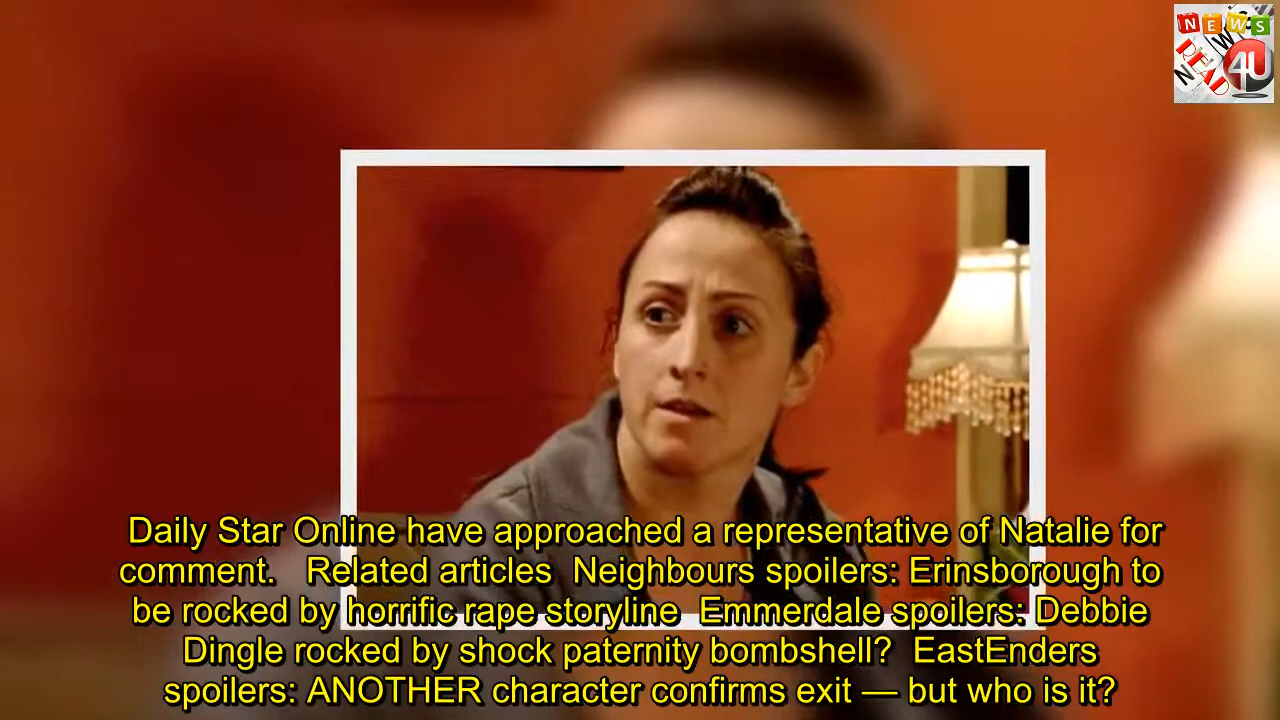 NEWS
READ
4U
Daily Star Online have approached a representative of Natalie for
comment.   Related articles  Neighbours spoilers: Erinsborough to
be rocked by horrific rape storyline  Emmerdale spoilers: Debbie
Dingle rocked by shock paternity bombshell?  EastEnders
spoilers: ANOTHER character confirms exit — but who is it?